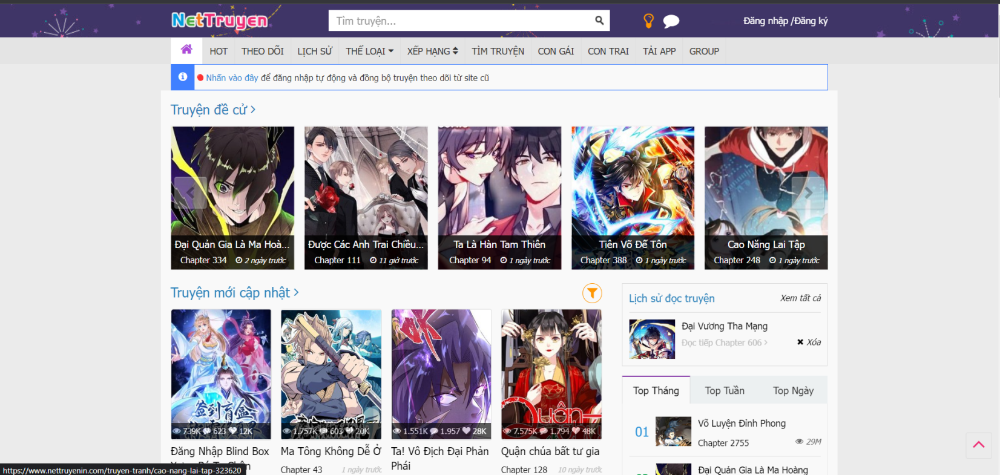 NetTruyen
Tìm truyện...
Đăng nhập /Đăng ký
HOT THEO DÕI LỊCH SỬ THỂ LOẠI XẾP HẠNG TÌM TRUYỆN CON GÁI CON TRAI TẢI APP GROUP
Nhấn vào đây để đăng nhập tự động và đồng bộ truyện theo dõi từ site cũ
Truyện đề cử
Đại Quản Gia Là Ma Hoà...
Chapter 334 2 ngày trước
Được Các Anh Trai Chiều...
Chapter 111 11 giờ trước
Ta Là Hàn Tam Thiên
Chapter 94 1 ngày trước
Tiên Võ Đế Tôn
Chapter 388 1 ngày trước
Cao Năng Lai Tập
Chapter 248 1 ngày trước
Truyện mới cập nhật
签到盲盒
739K 623 12K
Đăng Nhập Blind Box
4K
1.757K 603 20K
Ma Tông Không Dễ Ở
Chapter 43 1 ngày trước
1.551K 1.957 28K
Ta! Vô Địch Đại Phản
Phái
Quận
7.575K 1.794 48K
Quận chúa bất tư gia
Chapter 128 10 ngày trước
Lịch sử đọc truyện Xem tất cả
Đại Vương Tha Mạng
Đọc tiếp Chapter 606 Xóa
Top Tháng Top Tuần Top Ngày
01 Võ Luyện Đỉnh Phong
Chapter 2755 29M
Đại Quản Gia Là Ma Hoàng
https://www.nettruyenin.com/truyen-tranh/cao-nang-lai-tap-323620